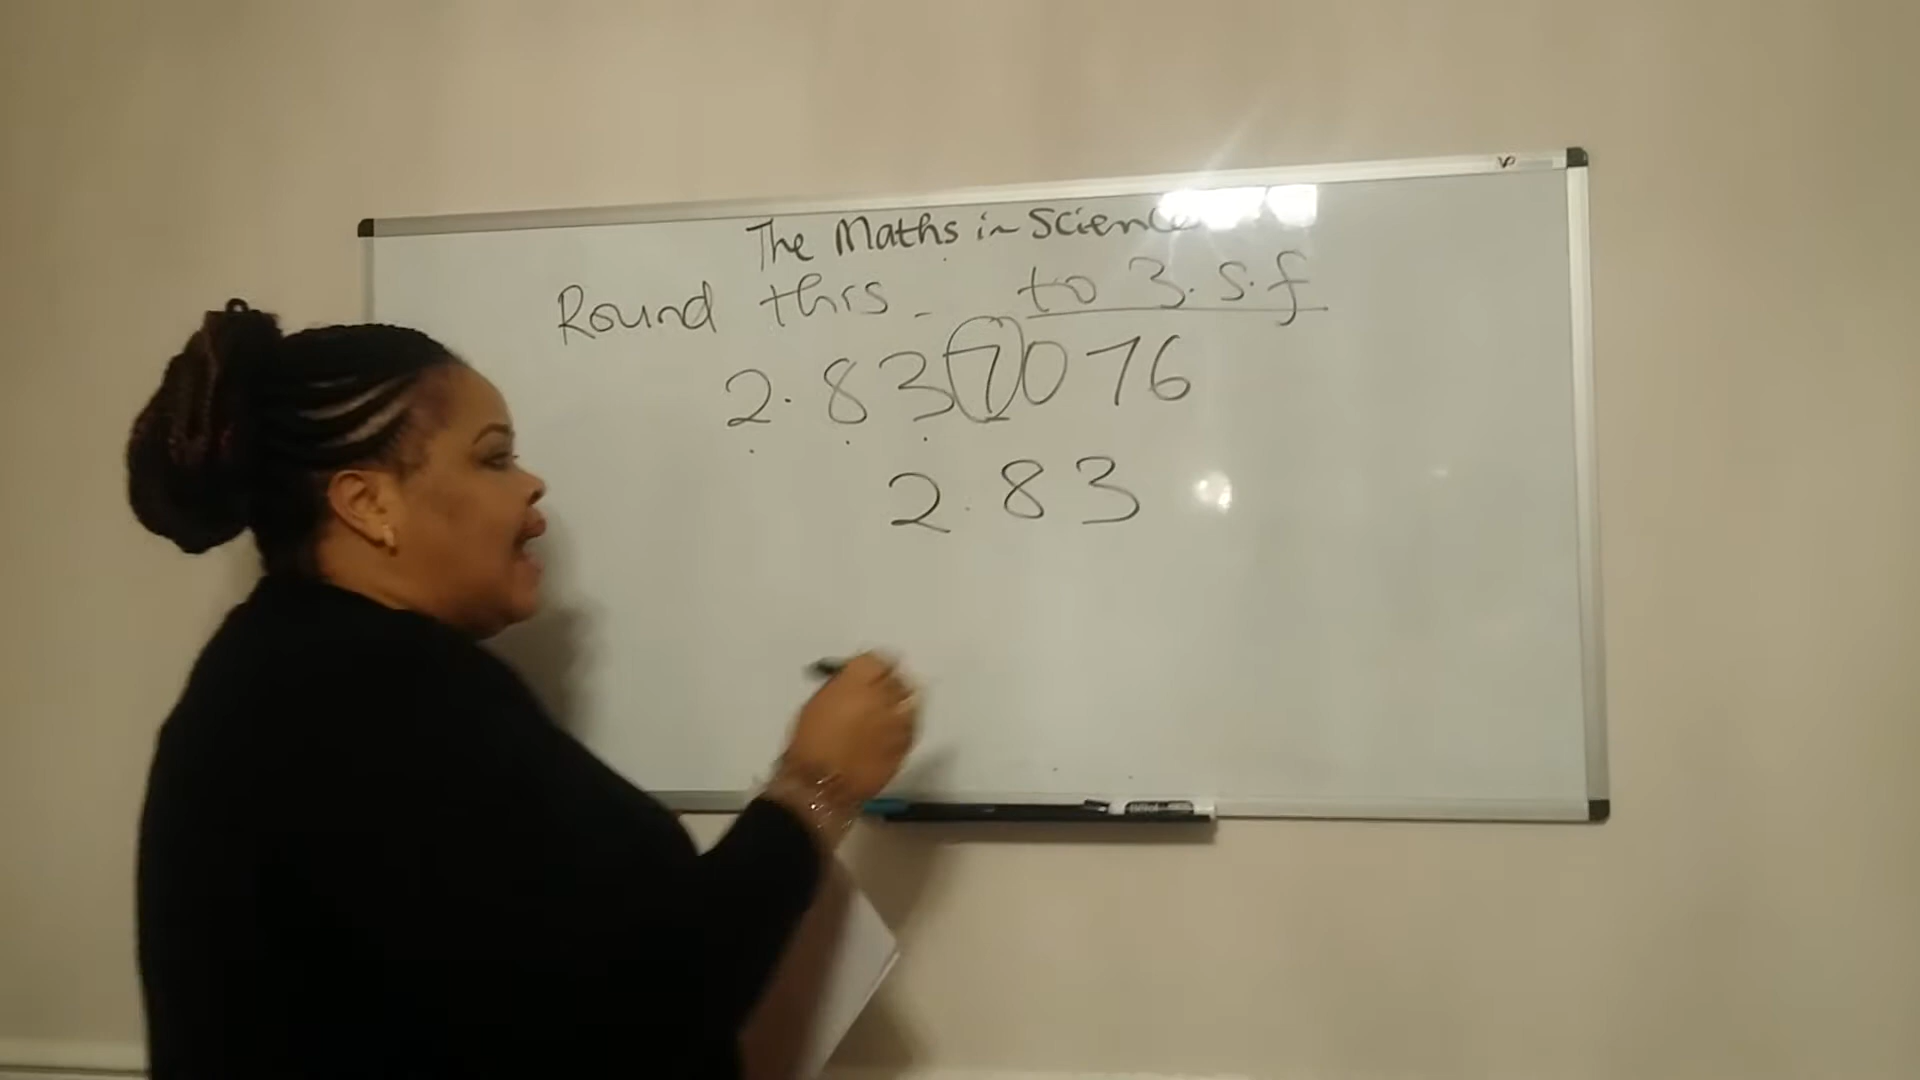 The Maths in Science
Round this - to 3.s.f
2.837076
2.83